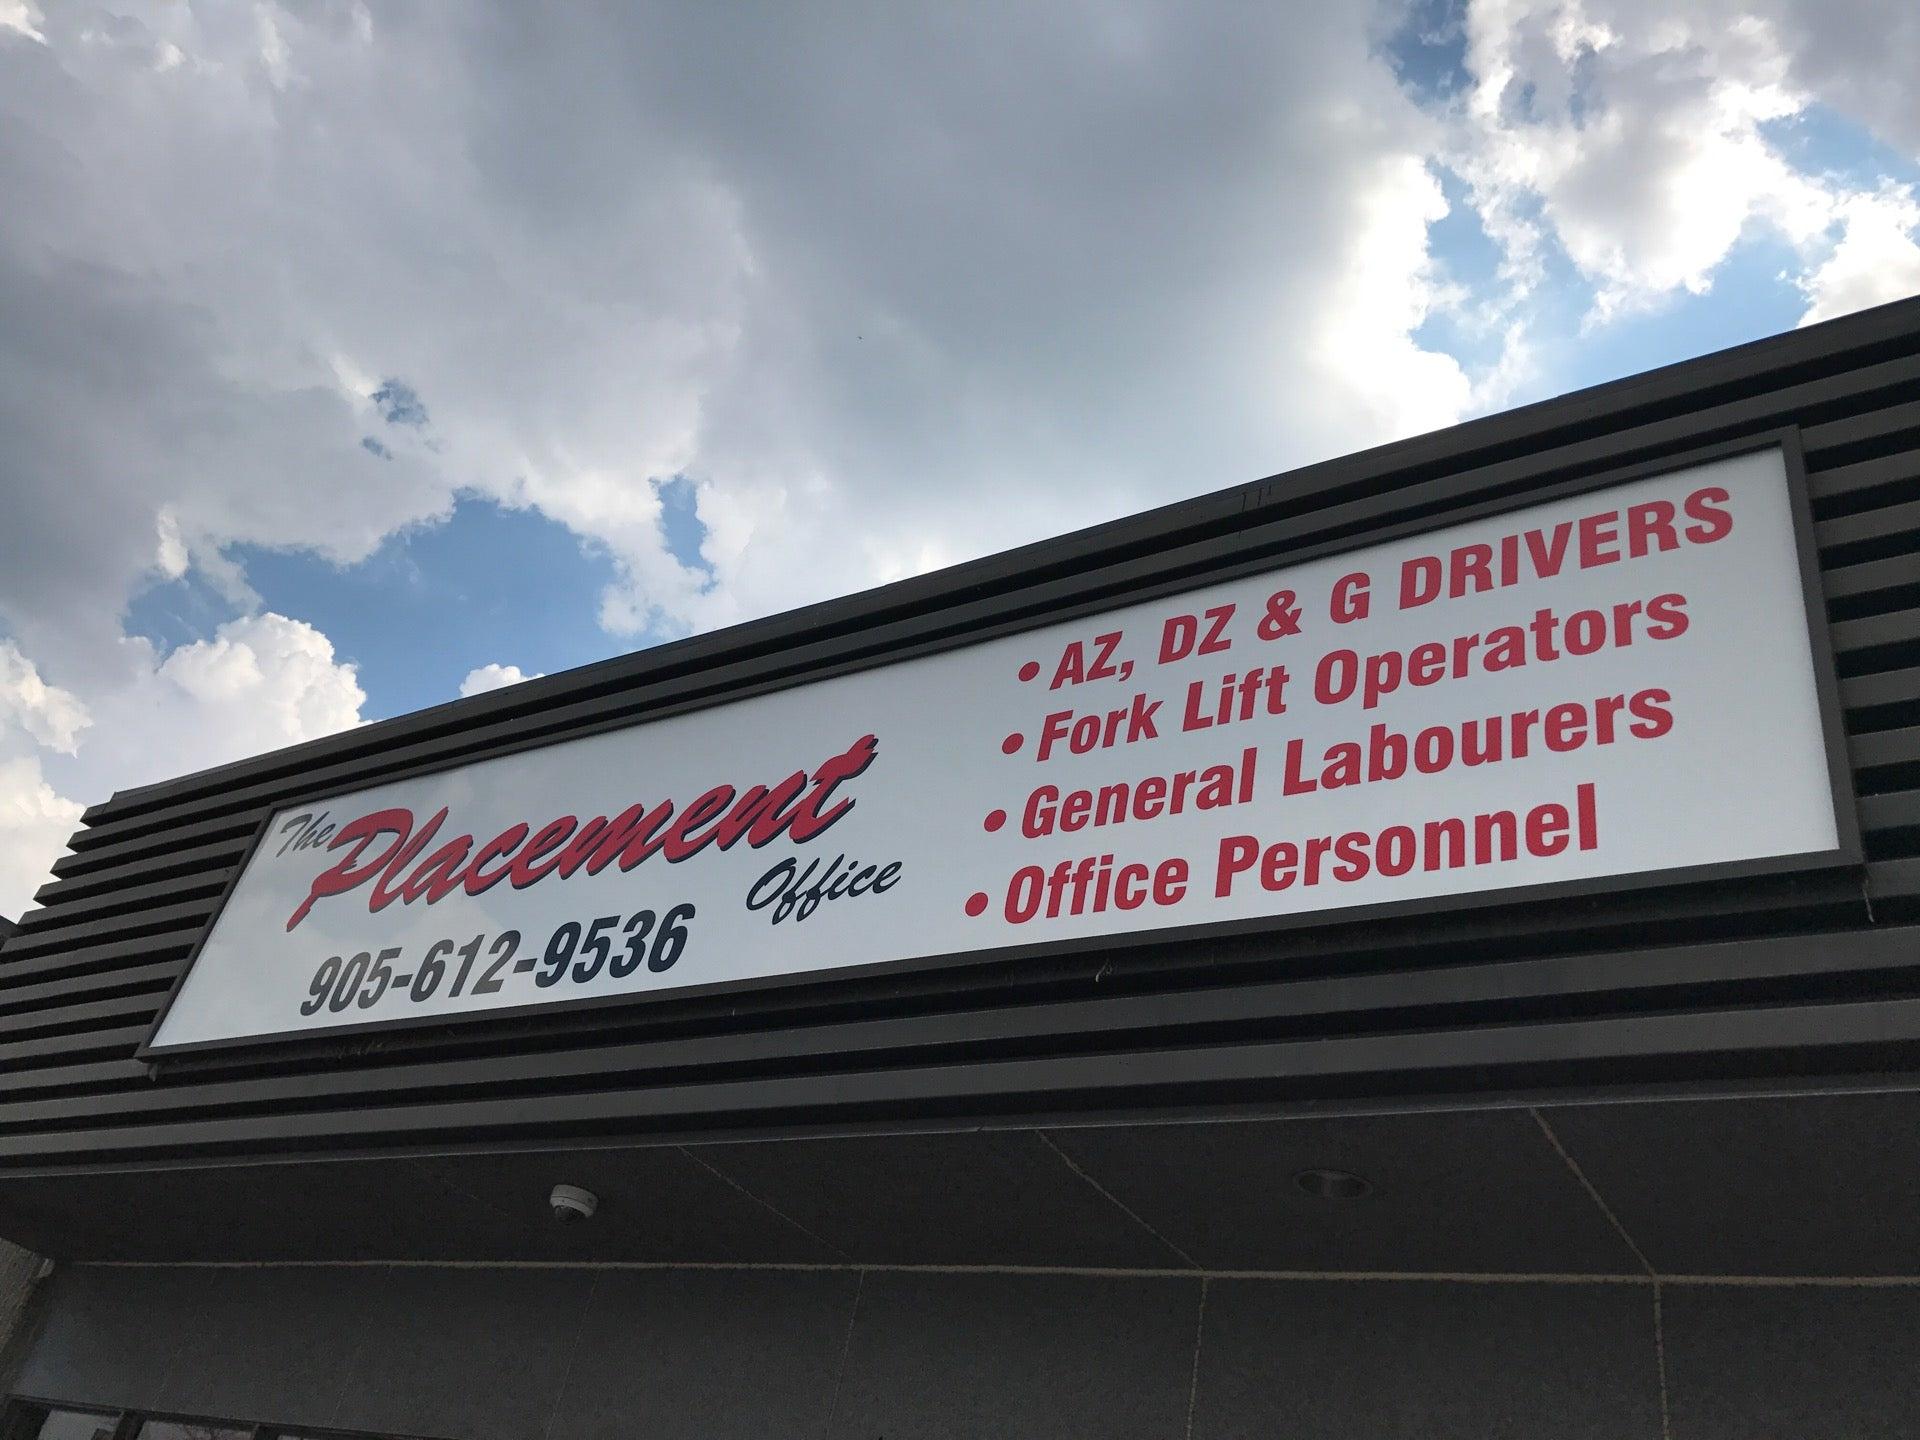 The Placement
Office
905-612-9536
• AZ, DZ & G DRIVERS
• Fork Lift Operators
• General Labourers
• Office Personnel